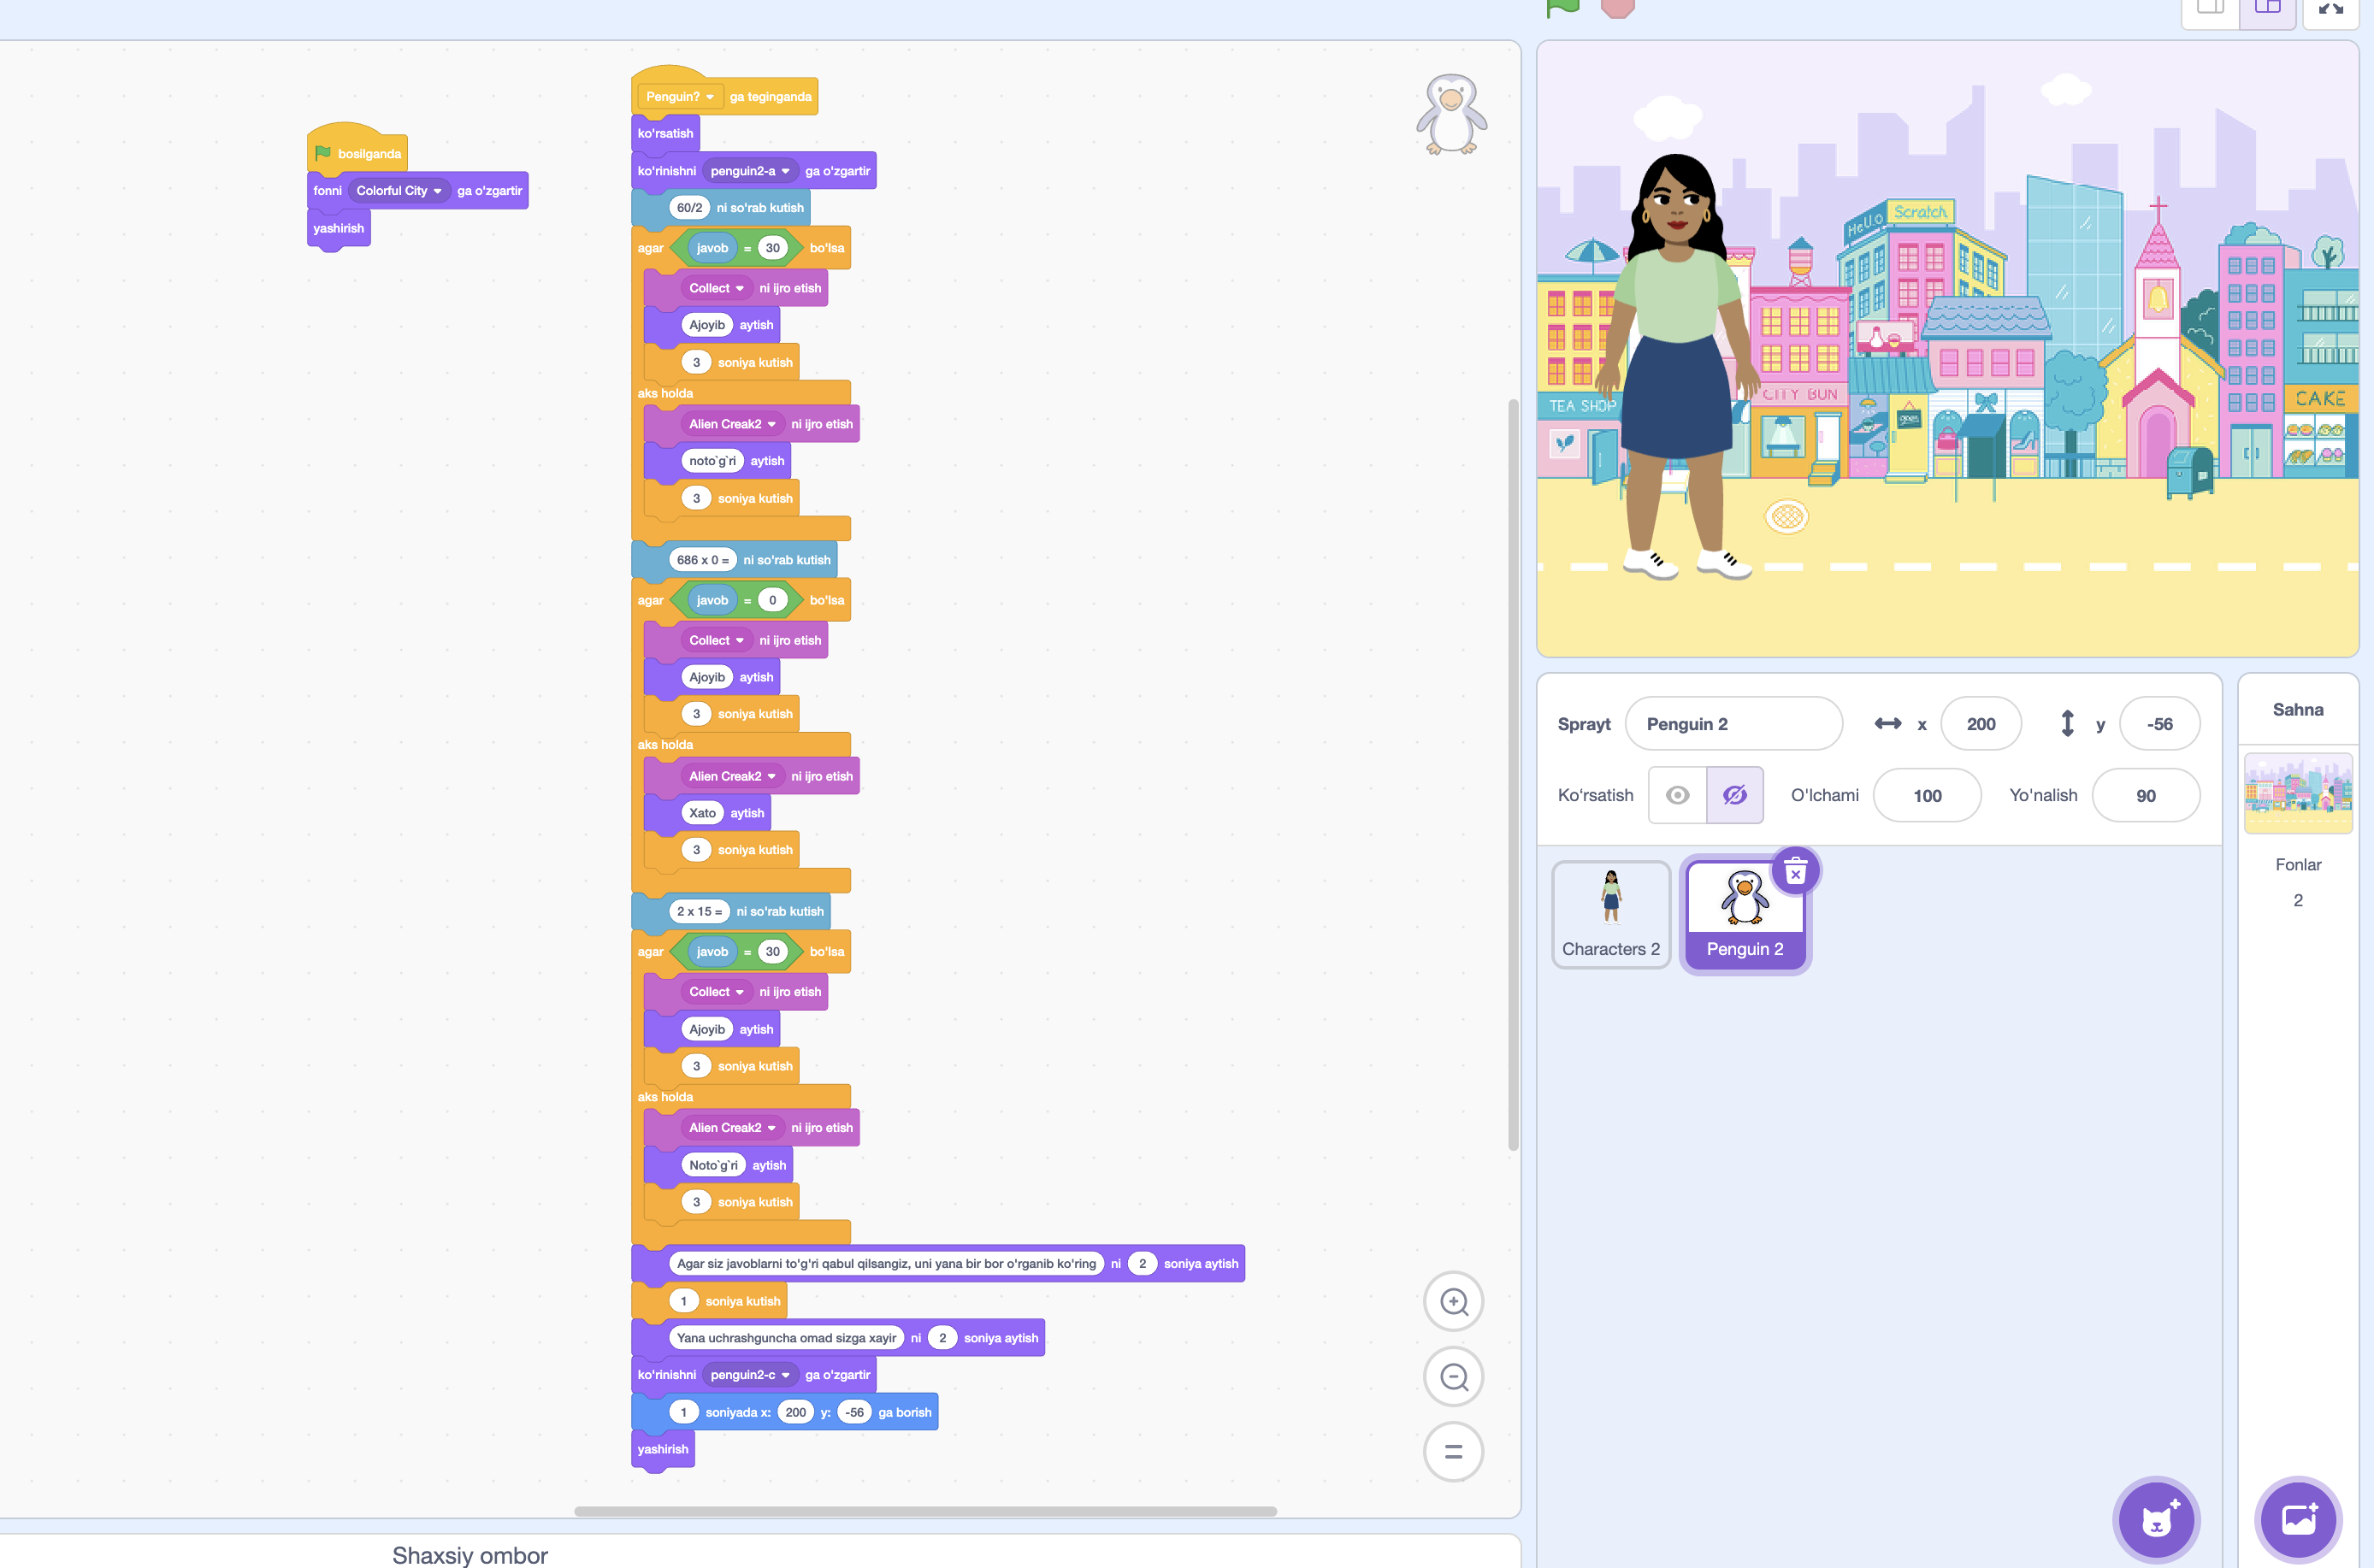 bosilganda
fonni Colorful City ga o'zgartir
yashirish
Penguin? ga teginganda
ko'rsatish
ko'rinishni penguin2-a ga o'zgartir
60/2 ni so'rab kutish
agar javob = 30 bo'lsa
Collect ni ijro etish
Ajoyib aytish
3 soniya kutish
aks holda
Alien Creak2 ni ijro etish
noto`g`ri aytish
3 soniya kutish
686 x 0 = ni so'rab kutish
agar javob = 0 bo'lsa
Collect ni ijro etish
Ajoyib aytish
3 soniya kutish
aks holda
Alien Creak2 ni ijro etish
Xato aytish
3 soniya kutish
2 x 15 = ni so'rab kutish
agar javob = 30 bo'lsa
Collect ni ijro etish
Ajoyib aytish
3 soniya kutish
aks holda
Alien Creak2 ni ijro etish
Noto`g`ri aytish
3 soniya kutish
Agar siz javoblarni to'g'ri qabul qilsangiz, uni yana bir bor o'rganib ko'ring ni 2 soniya aytish
1 soniya kutish
Yana uchrashguncha omad sizga xayir ni 2 soniya aytish
ko'rinishni penguin2-c ga o'zgartir
1 soniyada x: 200 y: -56 ga borish
yashirish
Shaxsiy ombor
HeLLO Scratch
TEA SHOP
CITY BUN
OPEN
CAKE
Sprayt Penguin 2 x 200 y -56
Ko'rsatish O'lchami 100 Yo'nalish 90
Characters 2
Penguin 2
Sahna
Fonlar
2